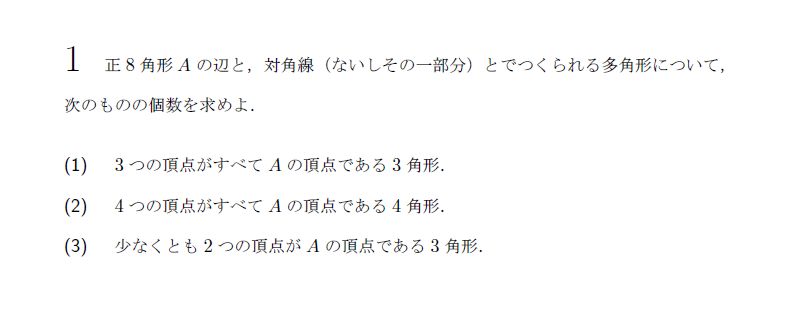 1 正 8 角形 A の辺と，対角線（ないしその一部分）とでつくられる多角形について，
次のものの個数を求めよ．
(1) 3 つの頂点がすべて A の頂点である 3 角形．
(2) 4 つの頂点がすべて A の頂点である 4 角形．
(3) 少なくとも 2 つの頂点が A の頂点である 3 角形．